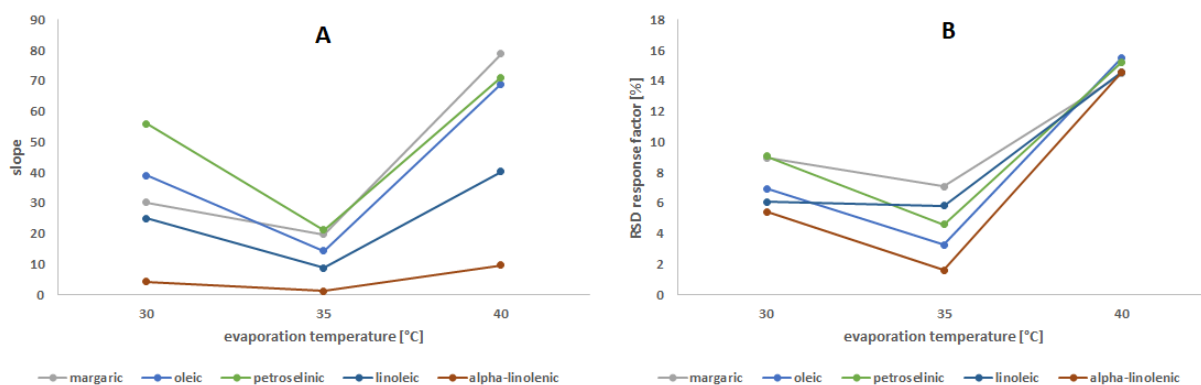 A
90
80
70
60
50
40
30
20
10
0
slope
30 35 40
evaporation temperature [°C]
margaric oleic petroselinic linoleic alpha-linolenic
B
18
16
14
12
10
8
6
4
2
0
RSD response factor [%]
30 35 40
evaporation temperature [°C]
margaric oleic petroselinic linoleic alpha-linolenic